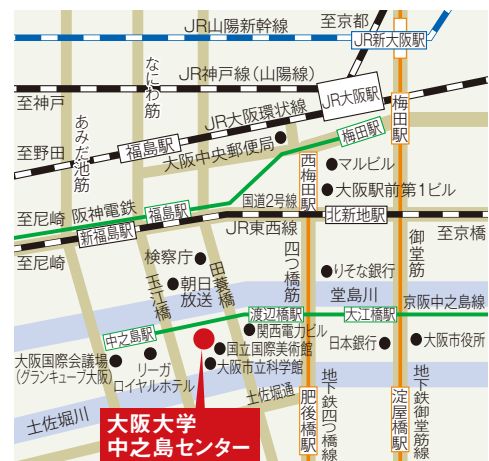 JR山陽新幹線
至京都
JR新大阪駅
なにわ筋
JR神戸線(山陽線)
至神戸
JR大阪環状線
JR大阪駅
梅田駅
あみだ池筋
福島駅
大阪中央郵便局
梅田駅
至野田
西梅田駅
マルビル
大阪駅前第1ビル
至尼崎
阪神電鉄
福島駅
国道2号線
北新地駅
新福島駅
JR東西線
至京橋
至尼崎
検察庁
朝日
放送
玉江橋
田蓑橋
四つ橋筋
りそな銀行
御堂筋
堂島川
京阪中之島線
中之島駅
渡辺橋駅
大江橋駅
関西電力ビル
日本銀行
大阪市役所
大阪国際会議場
(グランキューブ大阪)
リーガ
ロイヤルホテル
国立国際美術館
大阪市立科学館
土佐堀通
土佐堀川
大阪大学
中之島センター
肥後橋駅
地下鉄四つ橋線
淀屋橋駅
地下鉄御堂筋線